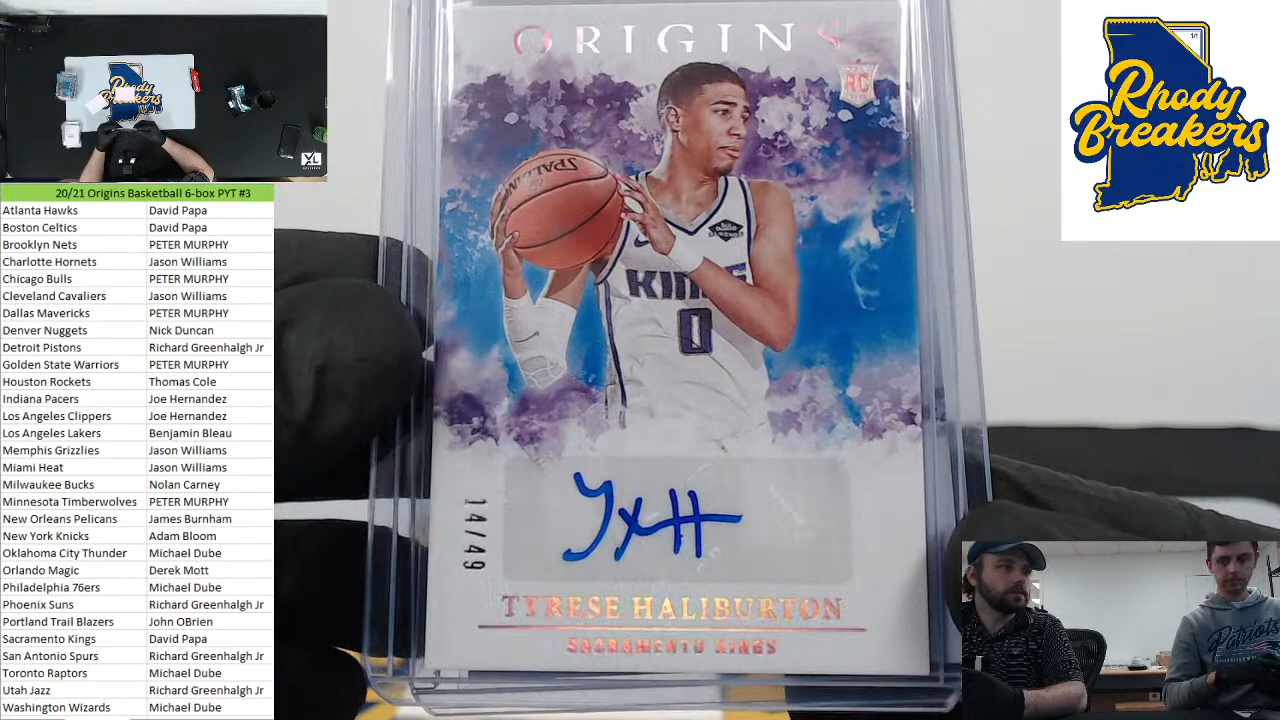 20/21 Origins Basketball 6-box PYT #3
Atlanta Hawks David Papa
Boston Celtics David Papa
Brooklyn Nets PETER MURPHY
Charlotte Hornets Jason Williams
Chicago Bulls PETER MURPHY
Cleveland Cavaliers Jason Williams
Dallas Mavericks PETER MURPHY
Denver Nuggets Nick Duncan
Detroit Pistons Richard Greenhalgh Jr
Golden State Warriors PETER MURPHY
Houston Rockets Thomas Cole
Indiana Pacers Joe Hernandez
Los Angeles Clippers Joe Hernandez
Los Angeles Lakers Benjamin Bleau
Memphis Grizzlies Jason Williams
Miami Heat Jason Williams
Milwaukee Bucks Nolan Carney
Minnesota Timberwolves PETER MURPHY
New Orleans Pelicans James Burnham
New York Knicks Adam Bloom
Oklahoma City Thunder Michael Dube
Orlando Magic Derek Mott
Philadelphia 76ers Michael Dube
Phoenix Suns Richard Greenhalgh Jr
Portland Trail Blazers John OBrien
Sacramento Kings David Papa
San Antonio Spurs Richard Greenhalgh Jr
Toronto Raptors Michael Dube
Utah Jazz Richard Greenhalgh Jr
Washington Wizards Michael Dube
Rhody
Breakers
XL
ORIGINS
RC
SPALDING
KINGS
0
14/49
TYRESE HALIBURTON
SACRAMENTO KINGS
1/1
Rhody
Breakers
Patriots